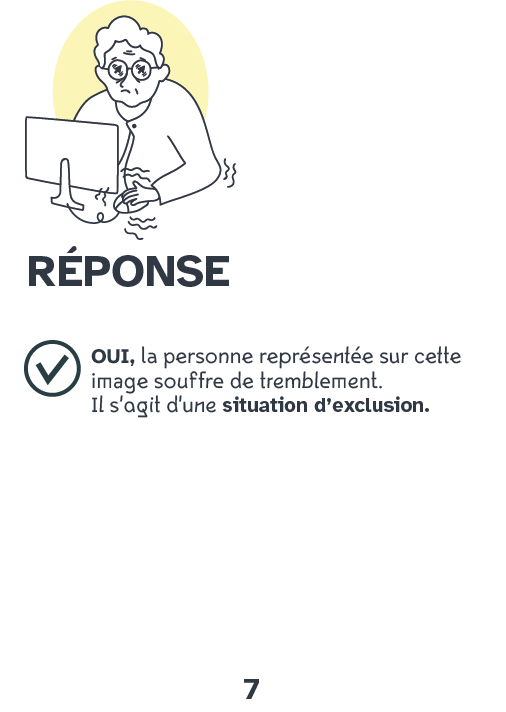 RÉPONSE
OUI, la personne représentée sur cette
image souffre de tremblement.
Il s'agit d'une situation d’exclusion.
7